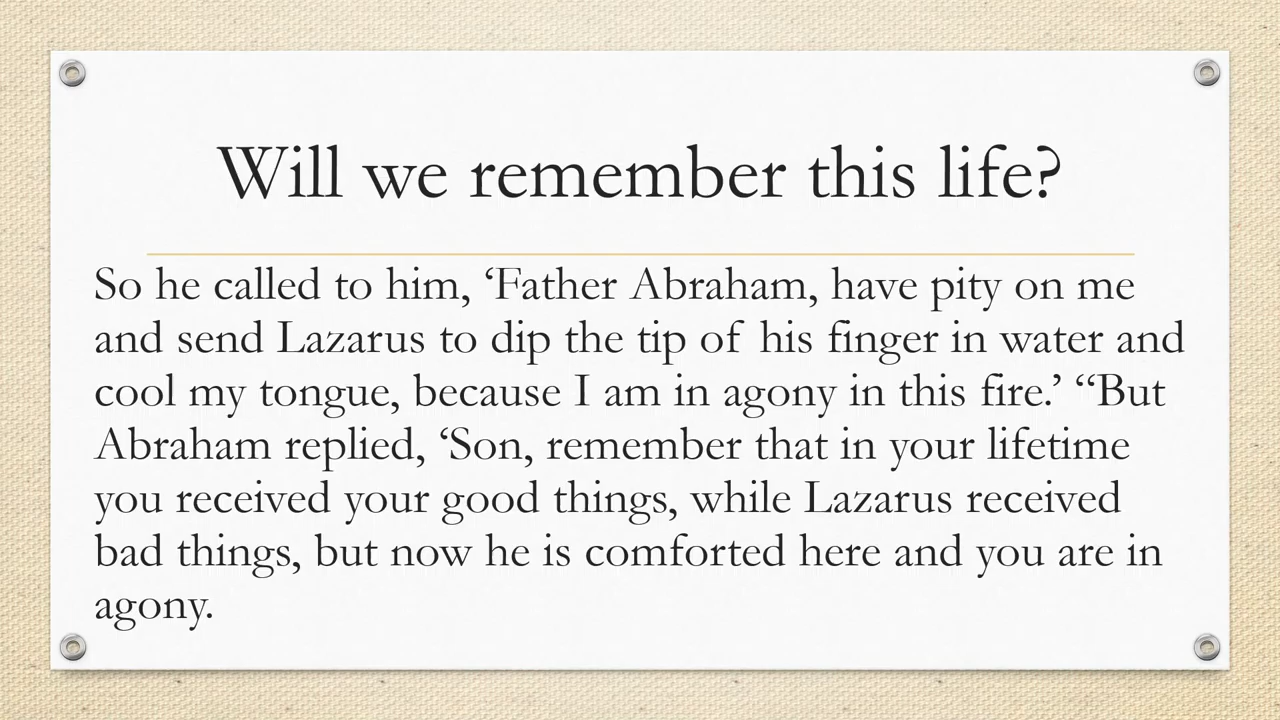 Will we remember this life?
So he called to him, ‘Father Abraham, have pity on me
and send Lazarus to dip the tip of his finger in water and
cool my tongue, because I am in agony in this fire.’ “But
Abraham replied, ‘Son, remember that in your lifetime
you received your good things, while Lazarus received
bad things, but now he is comforted here and you are in
agony.